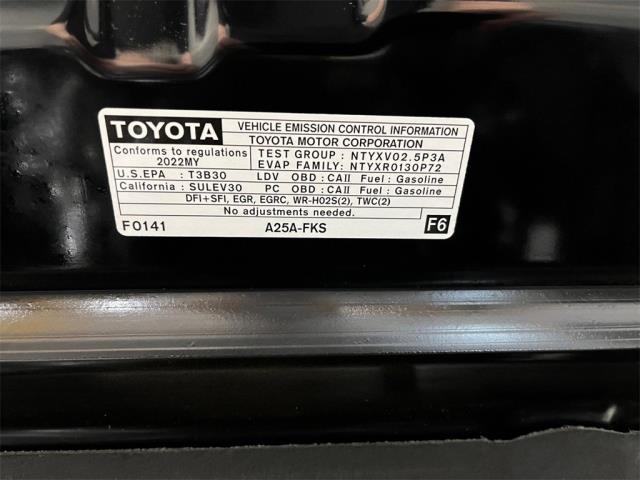 TOYOTA VEHICLE EMISSION CONTROL INFORMATION
TOYOTA MOTOR CORPORATION
Conforms to regulations TEST GROUP : NTYXV02.5P3A
2022MY EVAP FAMILY: NTYXR0130P72
U.S.EPA : T3B30 LDV OBD : CAII Fuel : Gasoline
California : SULEV30 PC OBD : CAII Fuel : Gasoline
DFI+SFI, EGR, EGRC, WR-HO2S(2), TWC(2)
No adjustments needed.
F0141 A25A-FKS F6